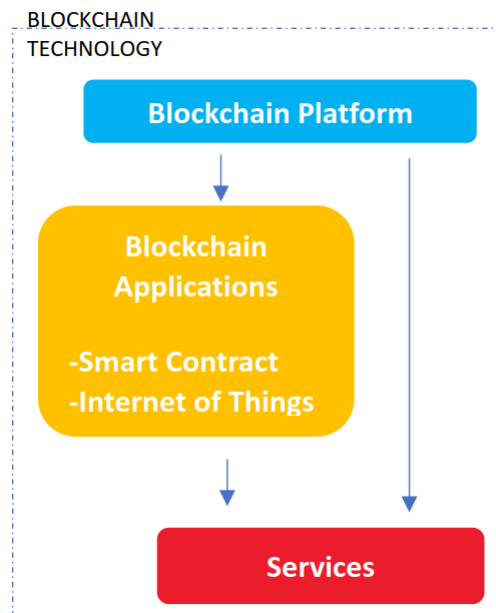 BLOCKCHAIN
TECHNOLOGY
Blockchain Platform
Blockchain
Applications
-Smart Contract
-Internet of Things
Services